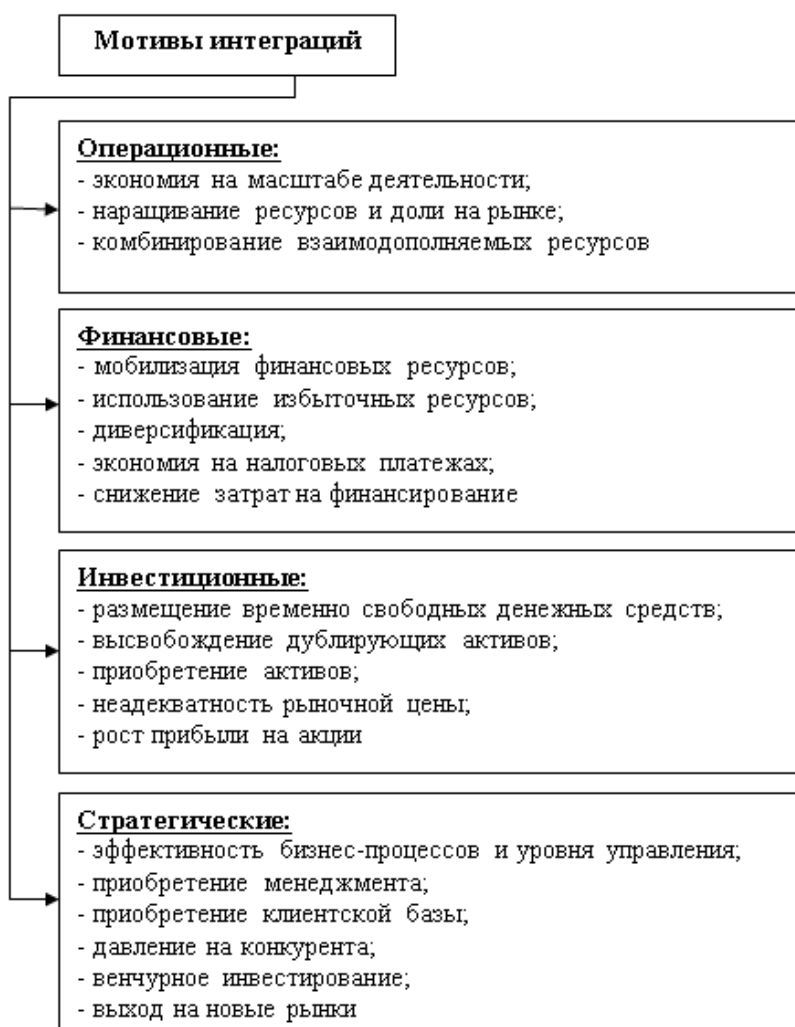 Мотивы интеграций
Операционные:
- экономия на масштабе деятельности;
- наращивание ресурсов и доли на рынке;
- комбинирование взаимодополняемых ресурсов
Финансовые:
- мобилизация финансовых ресурсов;
- использование избыточных ресурсов;
- диверсификация;
- экономия на налоговых платежах;
- снижение затрат на финансирование
Инвестиционные:
- размещение временно свободных денежных средств;
- высвобождение дублирующих активов;
- приобретение активов;
- неадекватность рыночной цены;
- рост прибыли на акции
Стратегические:
- эффективность бизнес-процессов и уровня управления;
- приобретение менеджмента;
- приобретение клиентской базы;
- давление на конкурента;
- венчурное инвестирование;
- выход на новые рынки